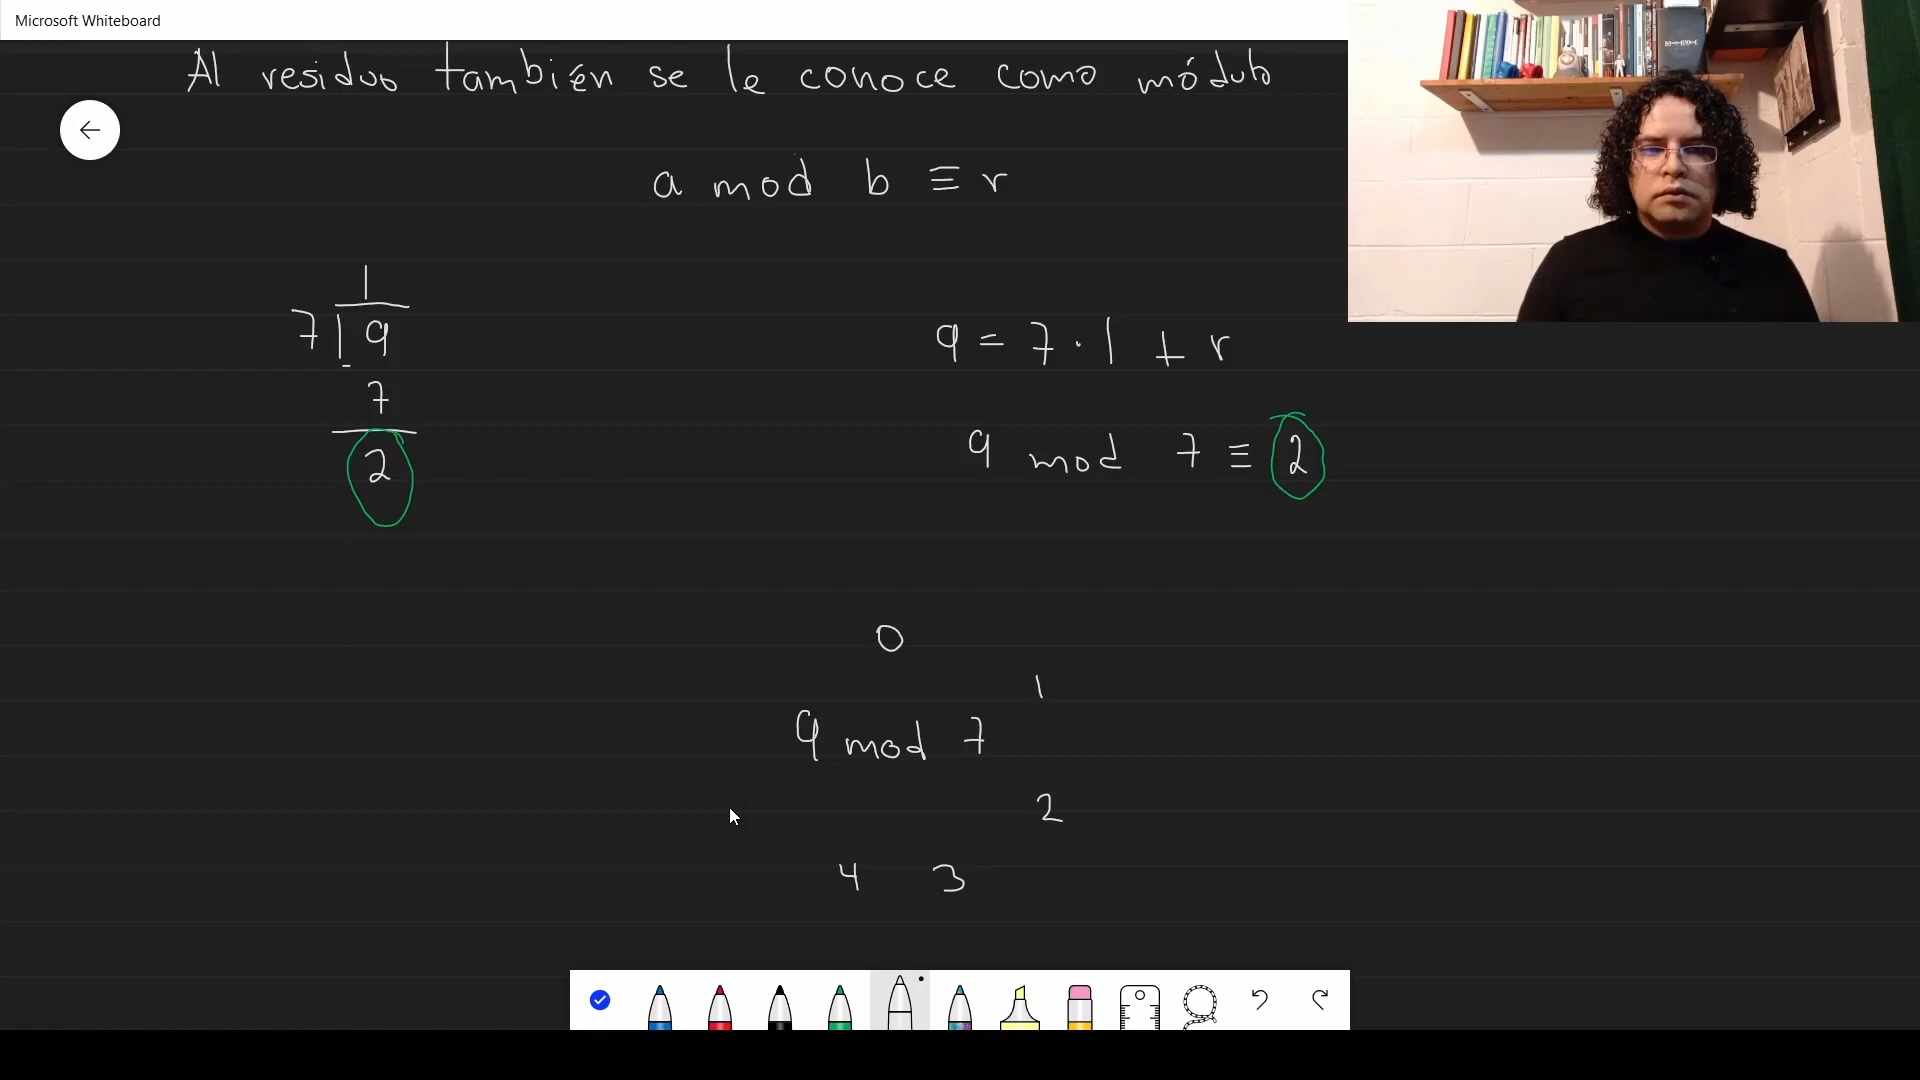 Microsoft Whiteboard
Al residuo también se le conoce como módulo
a mod b ≡ r
1
7 9
7
2
9 = 7 · 1 + r
9 mod 7 ≡ 2
0
1
9 mod 7
2
4 3